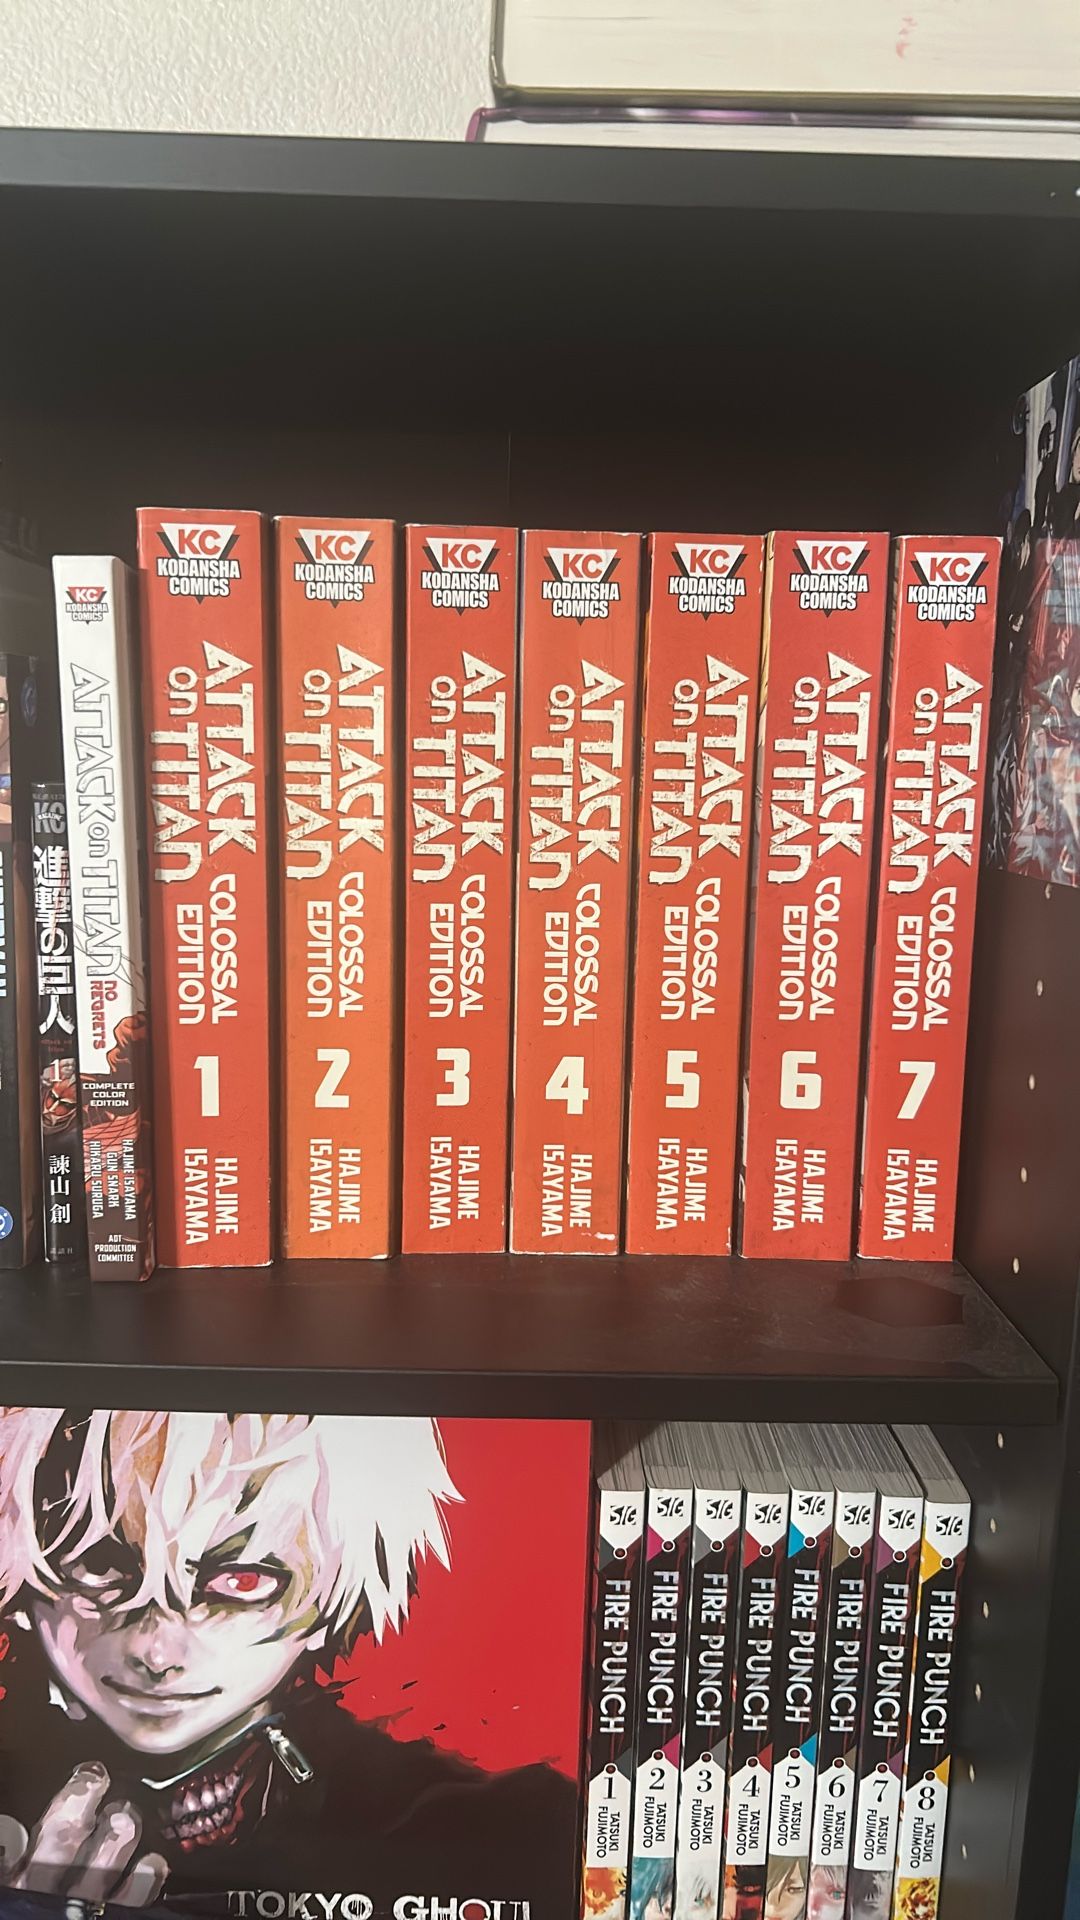 KC
MAGAZINE
進撃の巨人
attack on titan
1
諫山創
講談社
KC
KODANSHA
COMICS
ATTACK ON TITAN
NO
REGRETS
COMPLETE
COLOR
EDITION
HAJIME ISAYAMA
GUN SNARK
HIKARU SURUGA
AOT
PRODUCTION
COMMITTEE
KC
KODANSHA
COMICS
ATTACK
ON TITAN
COLOSSAL
EDITION
1
HAJIME
ISAYAMA
KC
KODANSHA
COMICS
ATTACK
ON TITAN
COLOSSAL
EDITION
2
HAJIME
ISAYAMA
KC
KODANSHA
COMICS
ATTACK
ON TITAN
COLOSSAL
EDITION
3
HAJIME
ISAYAMA
KC
KODANSHA
COMICS
ATTACK
ON TITAN
COLOSSAL
EDITION
4
HAJIME
ISAYAMA
KC
KODANSHA
COMICS
ATTACK
ON TITAN
COLOSSAL
EDITION
5
HAJIME
ISAYAMA
KC
KODANSHA
COMICS
ATTACK
ON TITAN
COLOSSAL
EDITION
6
HAJIME
ISAYAMA
KC
KODANSHA
COMICS
ATTACK
ON TITAN
COLOSSAL
EDITION
7
HAJIME
ISAYAMA
TOKYO GHOUL
SIG
FIRE PUNCH
1
TATSUKI
FUJIMOTO
SIG
FIRE PUNCH
2
TATSUKI
FUJIMOTO
SIG
FIRE PUNCH
3
TATSUKI
FUJIMOTO
SIG
FIRE PUNCH
4
TATSUKI
FUJIMOTO
SIG
FIRE PUNCH
5
TATSUKI
FUJIMOTO
SIG
FIRE PUNCH
6
TATSUKI
FUJIMOTO
SIG
FIRE PUNCH
7
TATSUKI
FUJIMOTO
SIG
FIRE PUNCH
8
TATSUKI
FUJIMOTO